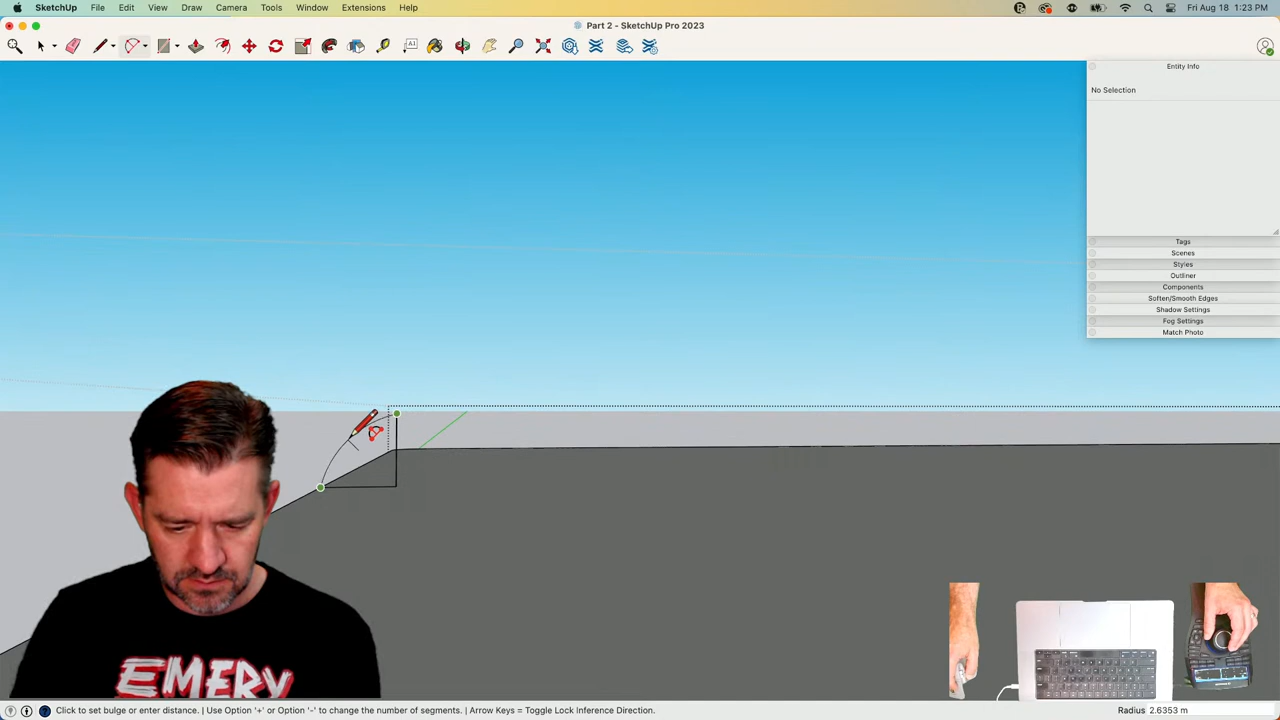 SketchUp File Edit View Draw Camera Tools Window Extensions Help
Fri Aug 18 1:23 PM
Part 2 - SketchUp Pro 2023
A1
Entity Info
No Selection
Tags
Scenes
Styles
Outliner
Components
Soften/Smooth Edges
Shadow Settings
Fog Settings
Match Photo
EMERY
Click to set bulge or enter distance. | Use Option '+' or Option '-' to change the number of segments. | Arrow Keys = Toggle Lock Inference Direction.
Radius 2.6353 m